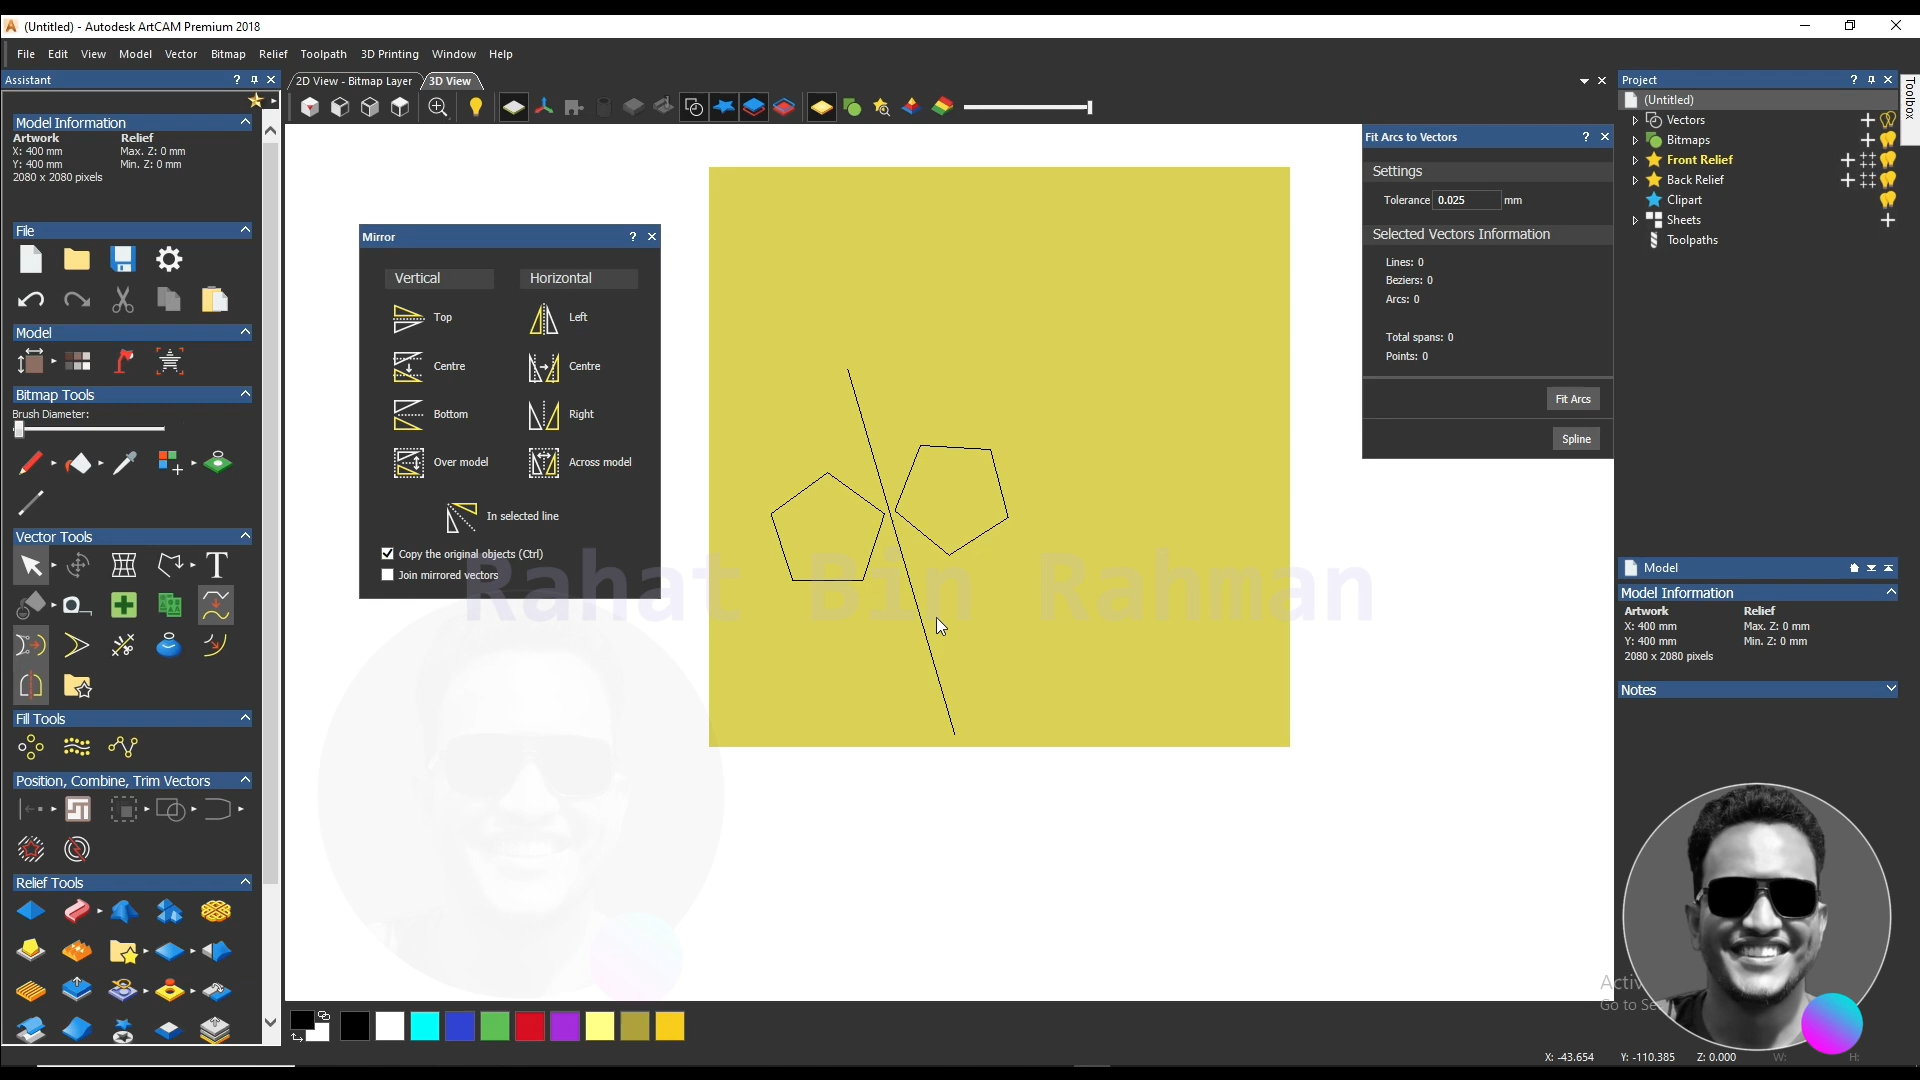 (Untitled) - Autodesk ArtCAM Premium 2018
File Edit View Model Vector Bitmap Relief Toolpath 3D Printing Window Help
Assistant
Model Information
Artwork Relief
X: 400 mm Max. Z: 0 mm
Y: 400 mm Min. Z: 0 mm
2080 x 2080 pixels
File
Model
Bitmap Tools
Brush Diameter:
Vector Tools
Fill Tools
Position, Combine, Trim Vectors
Relief Tools
2D View - Bitmap Layer 3D View
Mirror
Vertical Horizontal
Top Left
Centre Centre
Bottom Right
Over model Across model
In selected line
Copy the original objects (Ctrl)
Join mirrored vectors
Rahat Bin Rahman
Fit Arcs to Vectors
Settings
Tolerance 0.025 mm
Selected Vectors Information
Lines: 0
Beziers: 0
Arcs: 0
Total spans: 0
Points: 0
Fit Arcs
Spline
Project
(Untitled)
Vectors
Bitmaps
Front Relief
Back Relief
Clipart
Sheets
Toolpaths
Toolbox
Model
Model Information
Artwork Relief
X: 400 mm Max. Z: 0 mm
Y: 400 mm Min. Z: 0 mm
2080 x 2080 pixels
Notes
Go to
X: -43.654 Y: -110.385 Z: 0.000 W: H: